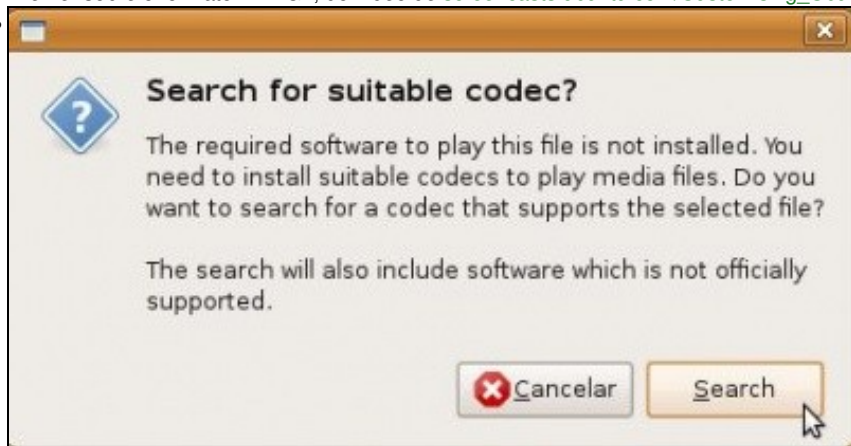 Search for suitable codec?
The required software to play this file is not installed. You
need to install suitable codecs to play media files. Do you
want to search for a codec that supports the selected file?
The search will also include software which is not officially
supported.
Cancelar
Search